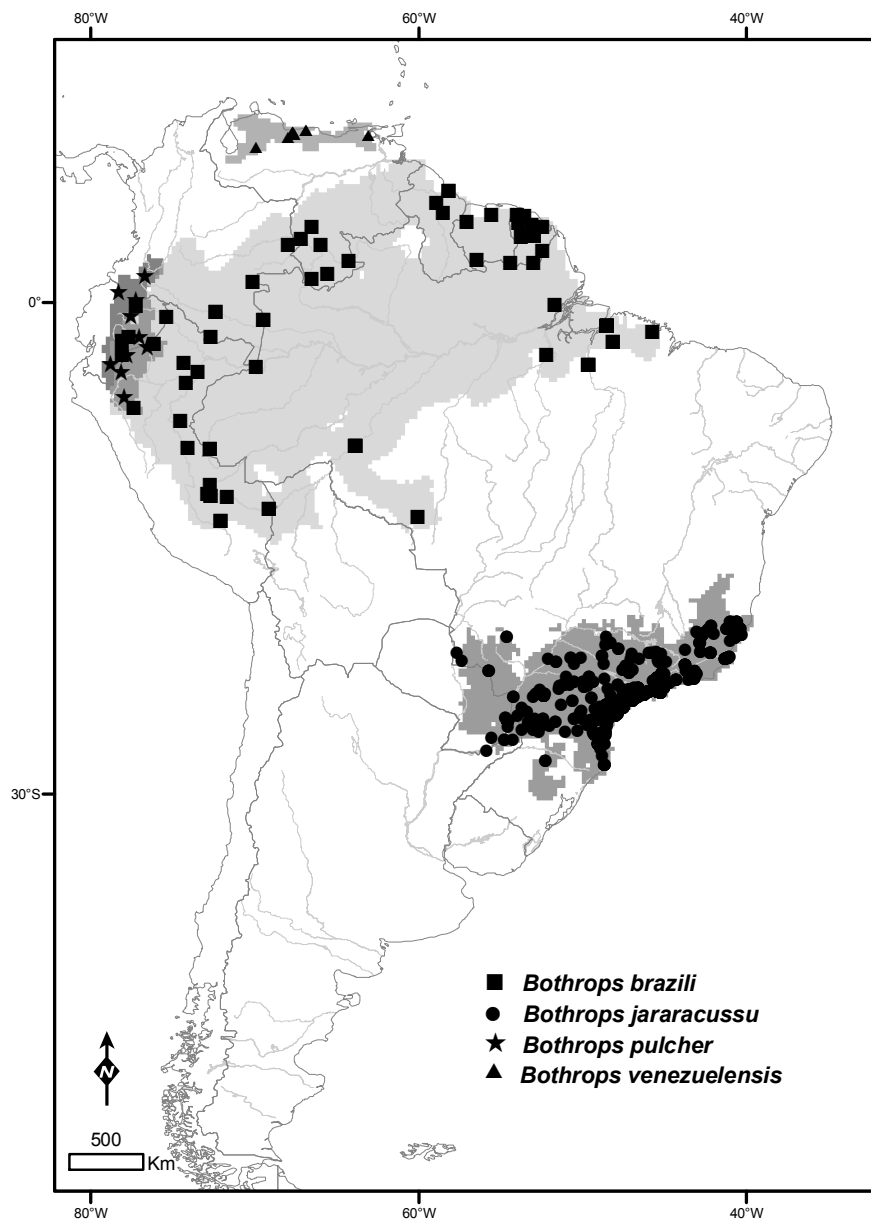 80°W 60°W 40°W
0°
30°S
Bothrops brazili
Bothrops jararacussu
Bothrops pulcher
Bothrops venezuelensis
N
500
Km
80°W 60°W 40°W